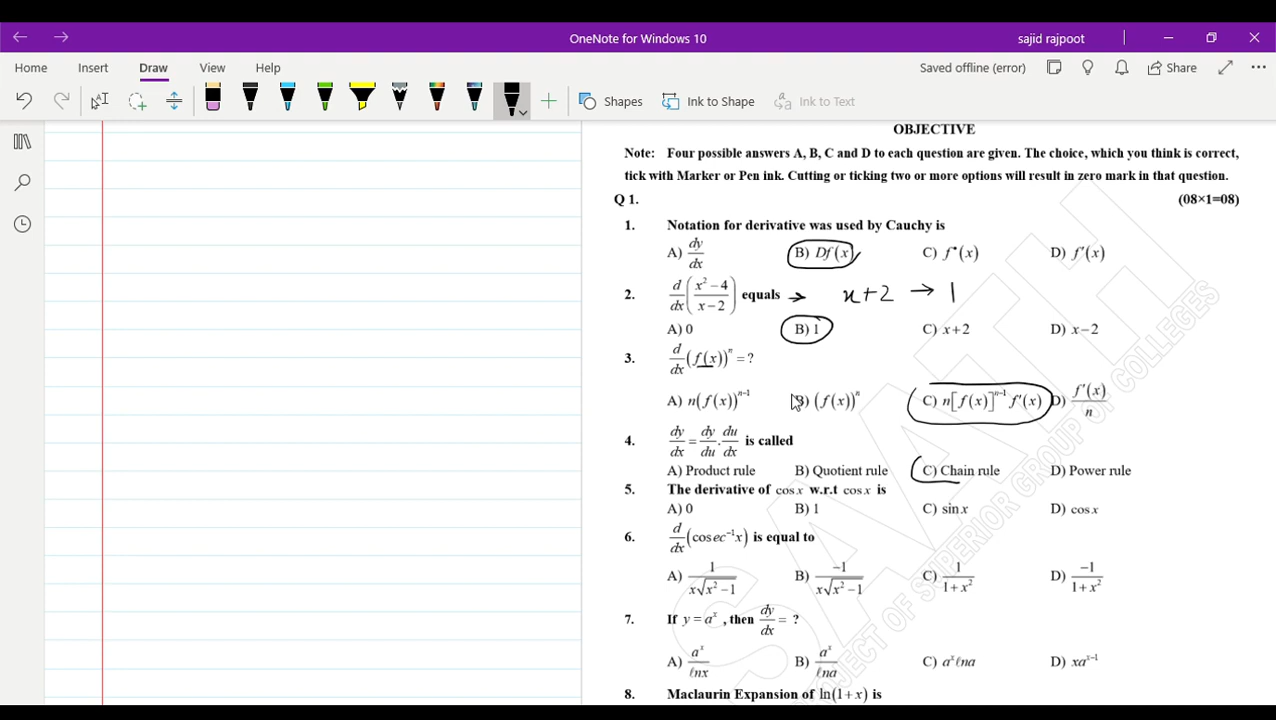 OneNote for Windows 10
sajid rajpoot
Home Insert Draw View Help
Saved offline (error)
Share
Shapes
Ink to Shape
Ink to Text
OBJECTIVE
Note: Four possible answers A, B, C and D to each question are given. The choice, which you think is correct,
tick with Marker or Pen ink. Cutting or ticking two or more options will result in zero mark in that question.
Q 1. (08×1=08)
1. Notation for derivative was used by Cauchy is
A) dy/dx B) Df(x) C) f•(x) D) f′(x)
2. d/dx((x²−4)/(x−2)) equals → x+2 → 1
A) 0 B) 1 C) x+2 D) x−2
3. d/dx(f(x))ⁿ = ?
A) n(f(x))ⁿ⁻¹ B) (f(x))ⁿ C) n[f(x)]ⁿ⁻¹ f′(x) D) f′(x)/n
4. dy/dx = dy/du . du/dx is called
A) Product rule B) Quotient rule C) Chain rule D) Power rule
5. The derivative of cos x w.r.t cos x is
A) 0 B) 1 C) sin x D) cos x
6. d/dx(cosec⁻¹x) is equal to
A) 1/(x√(x²−1)) B) −1/(x√(x²−1)) C) 1/(1+x²) D) −1/(1+x²)
7. If y = aˣ , then dy/dx = ?
A) aˣ/ℓnx B) aˣ/ℓna C) aˣℓna D) xaˣ⁻¹
8. Maclaurin Expansion of ln(1+x) is